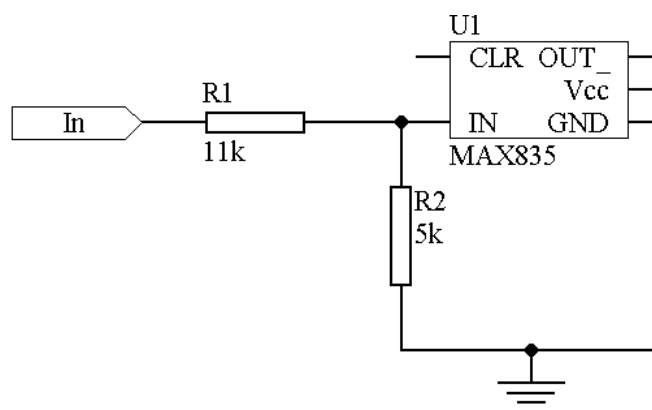 U1
CLR OUT_
Vcc
R1
In
IN GND
11k
MAX835
R2
5k